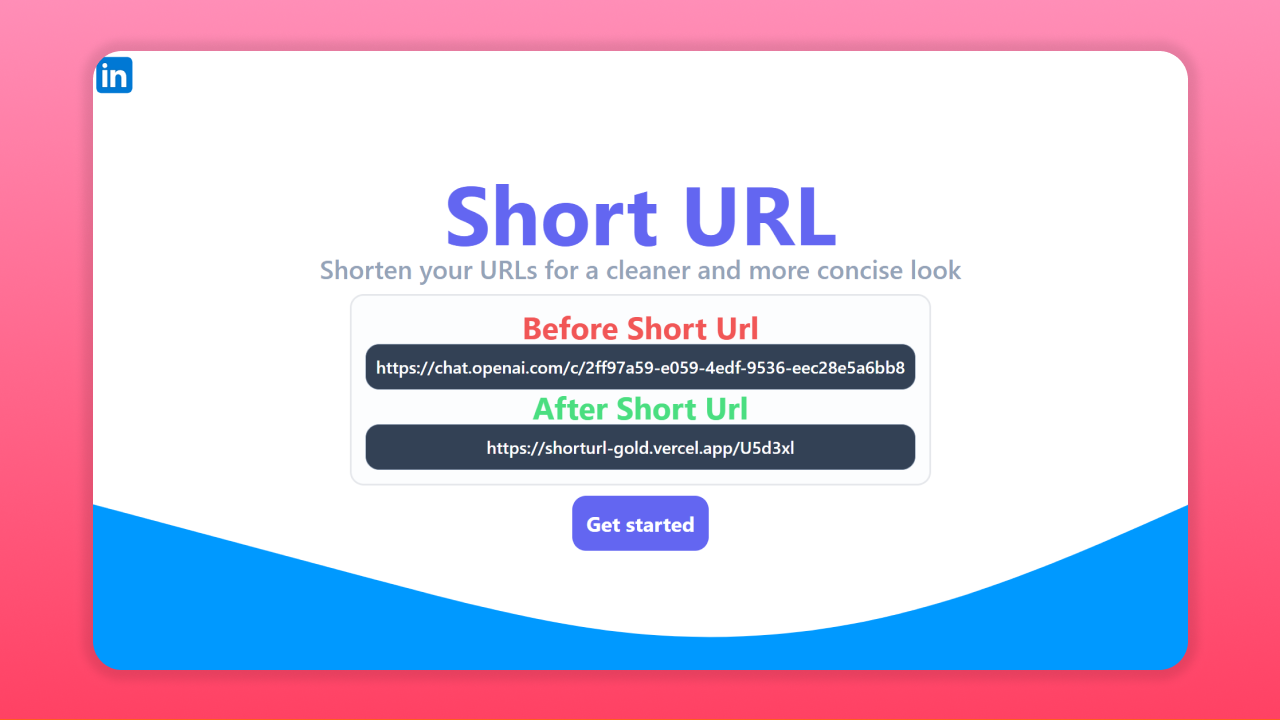 in
Short URL
Shorten your URLs for a cleaner and more concise look
Before Short Url
https://chat.openai.com/c/2ff97a59-e059-4edf-9536-eec28e5a6bb8
After Short Url
https://shorturl-gold.vercel.app/U5d3xl
Get started